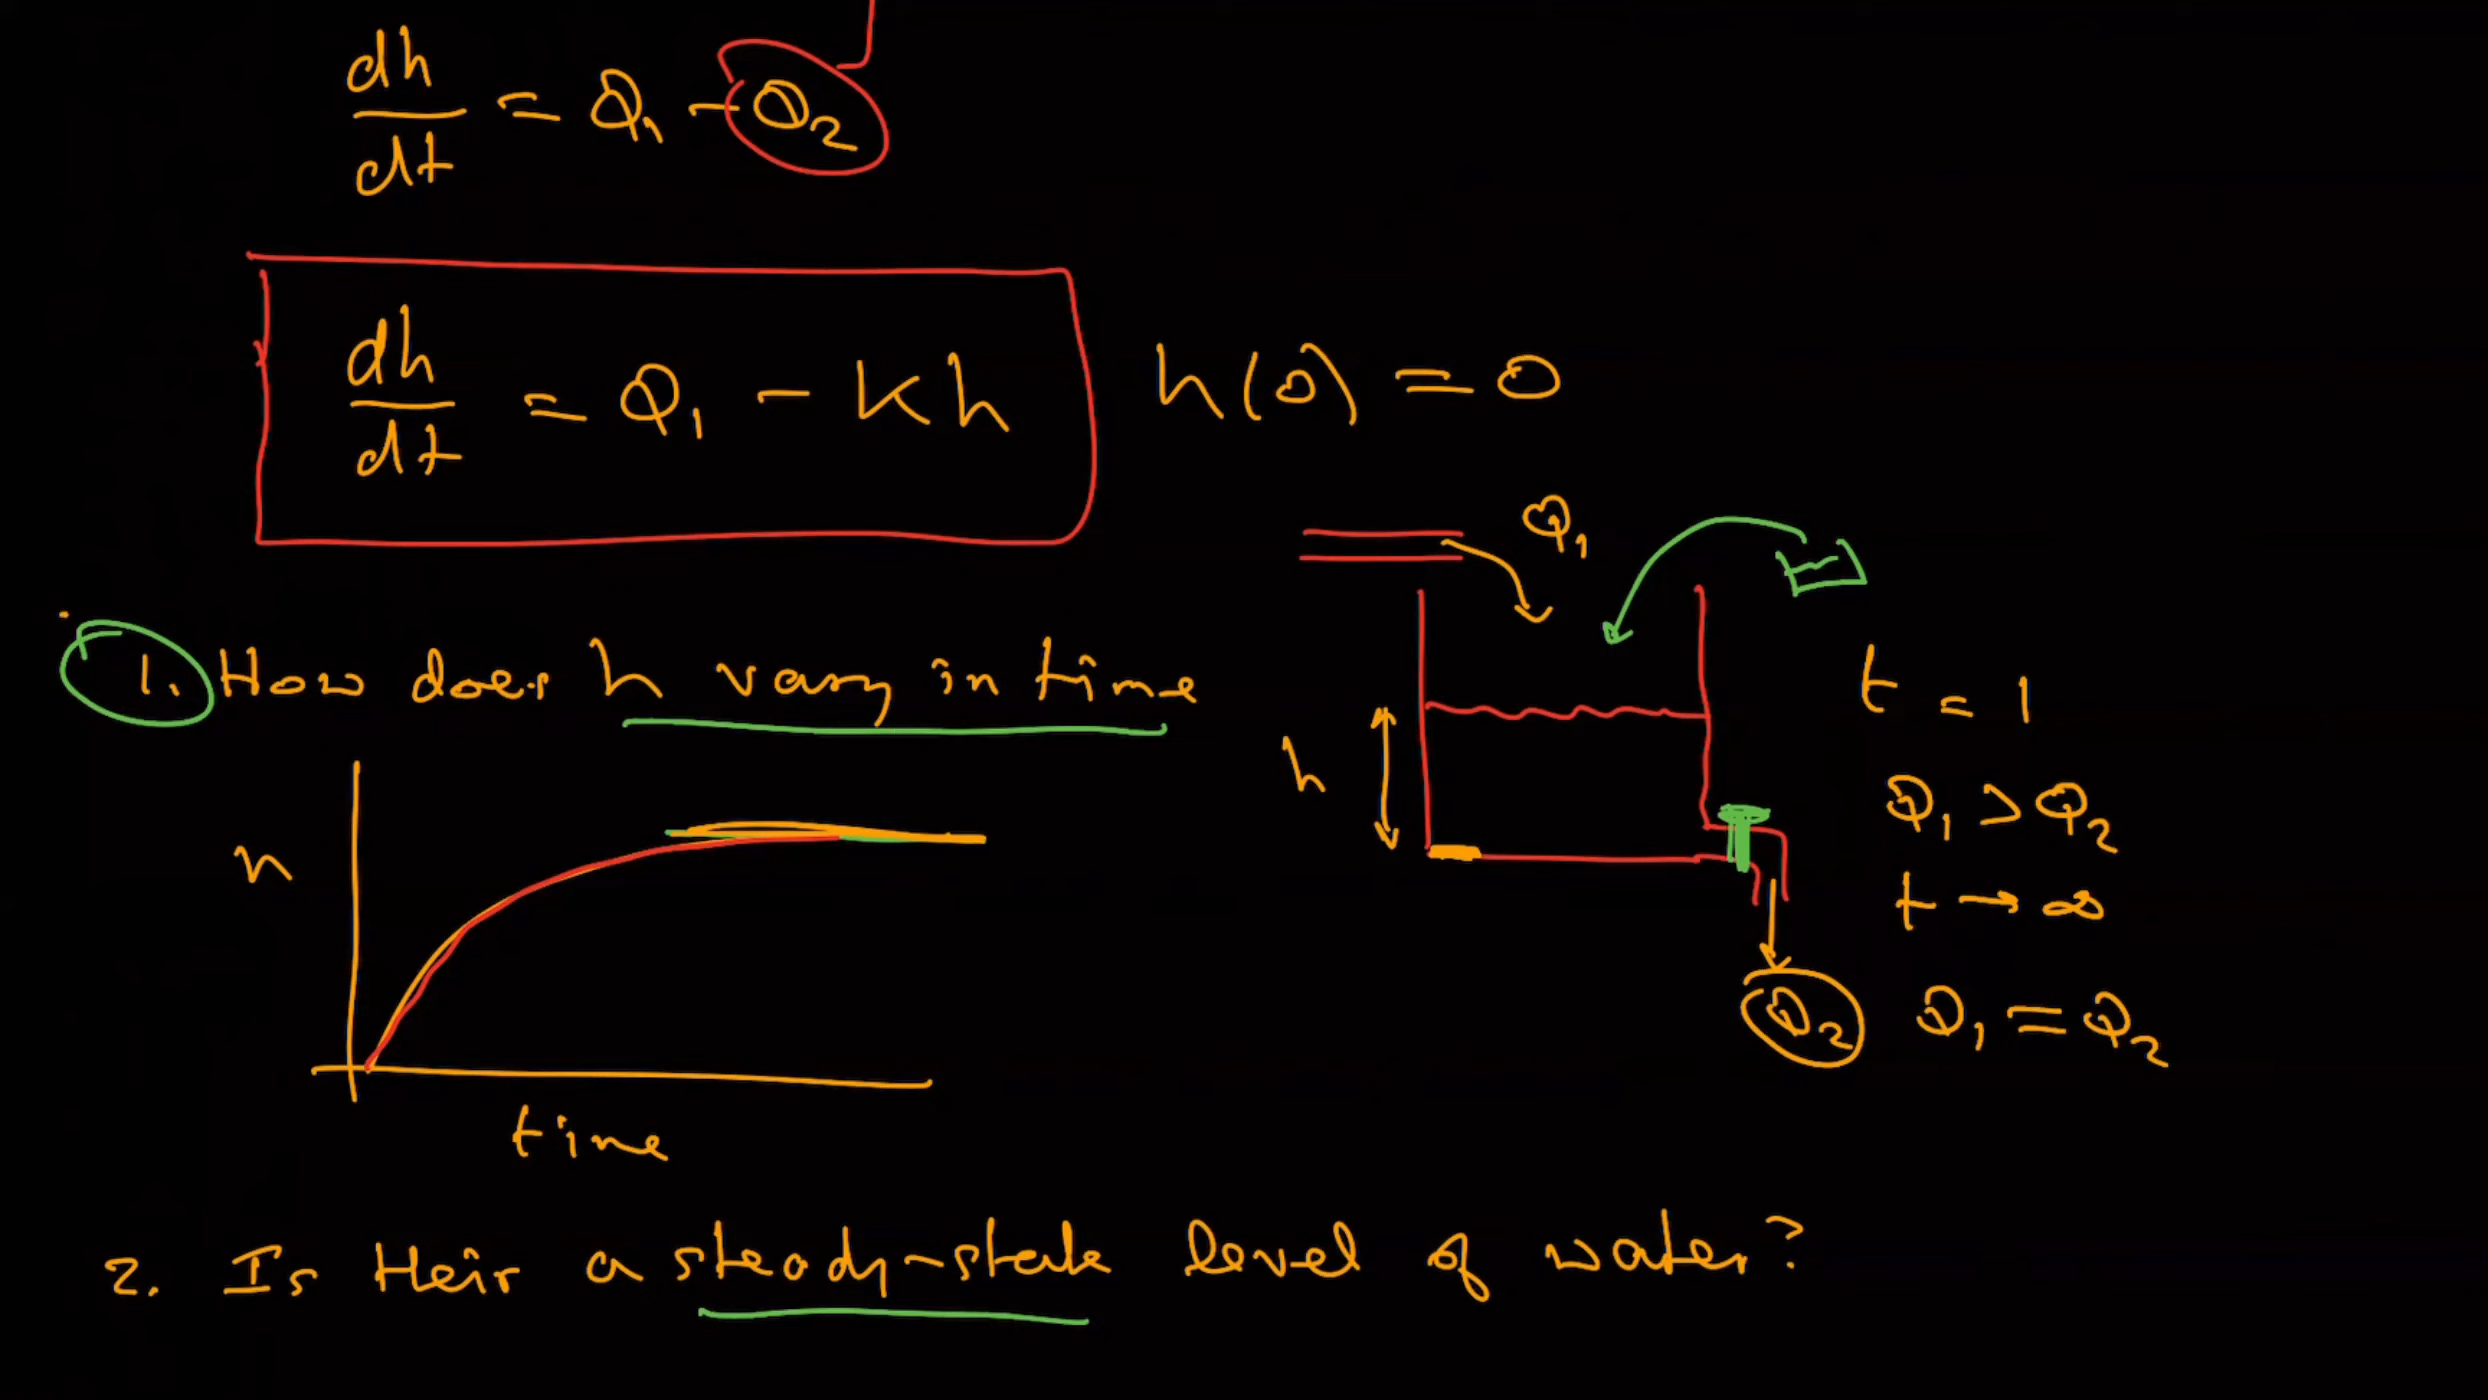 dh/dt = Q₁ - Q₂
dh/dt = Q₁ - Kh
h(0) = 0
Q₁
1. How does h vary in time
t = 1
h
Q₁ > Q₂
h
t → ∞
Q₂
Q₁ = Q₂
time
2. Is their a steady-state level of water?